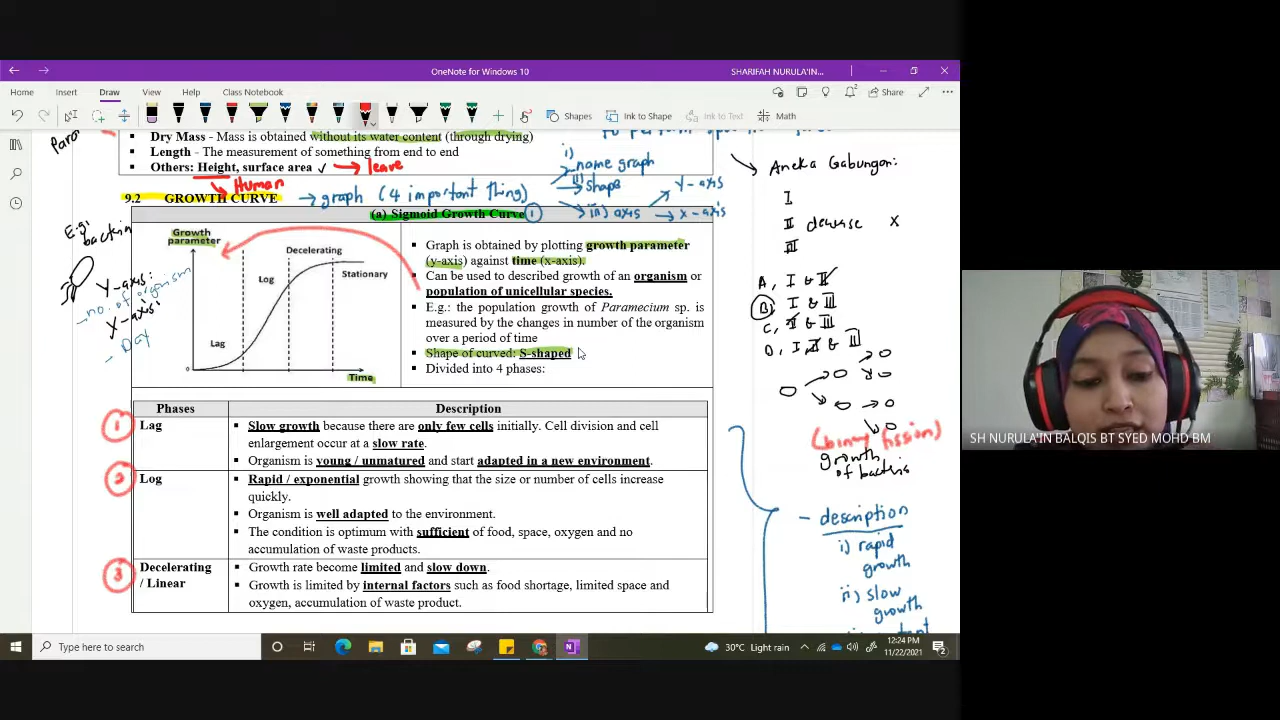 OneNote for Windows 10
SHARIFAH NURULA'IN...
Home Insert Draw View Help Class Notebook
Share
Shapes Ink to Shape Ink to Text Math
Dry Mass - Mass is obtained without its water content (through drying)
to perform
Length - The measurement of something from end to end
Others: Height, surface area ✓ → leave
Human
9.2 GROWTH CURVE → graph (4 important thing)
i) name graph
ii) shape
iii) axis
Y-axis
x-axis
(a) Sigmoid Growth Curve 1
E.g: bacteria
Y-axis:
- no. of organism
X-axis:
- DAY
Growth parameter
Decelerating
Log
Stationary
Lag
0
Time
Graph is obtained by plotting growth parameter
(y-axis) against time (x-axis).
Can be used to described growth of an organism or
population of unicellular species.
E.g: the population growth of Paramecium sp. is
measured by the changes in number of the organism
over a period of time
Shape of curved: S-shaped
Divided into 4 phases:
Phases Description
1 Lag
Slow growth because there are only few cells initially. Cell division and cell
enlargement occur at a slow rate.
Organism is young / unmatured and start adapted in a new environment.
2 Log
Rapid / exponential growth showing that the size or number of cells increase
quickly.
Organism is well adapted to the environment.
The condition is optimum with sufficient of food, space, oxygen and no
accumulation of waste products.
3 Decelerating
/ Linear
Growth rate become limited and slow down.
Growth is limited by internal factors such as food shortage, limited space and
oxygen, accumulation of waste product.
Aneka Gabungan:
I
II X
III
A, I & II
B, I & III
C, II & III
D, I, II & III
(binary fission)
growth
of bacteria
- description
i) rapid
growth
ii) slow
growth
SH NURULA'IN BALQIS BT SYED MOHD BM
Type here to search
30°C Light rain
12:24 PM
11/22/2021
2